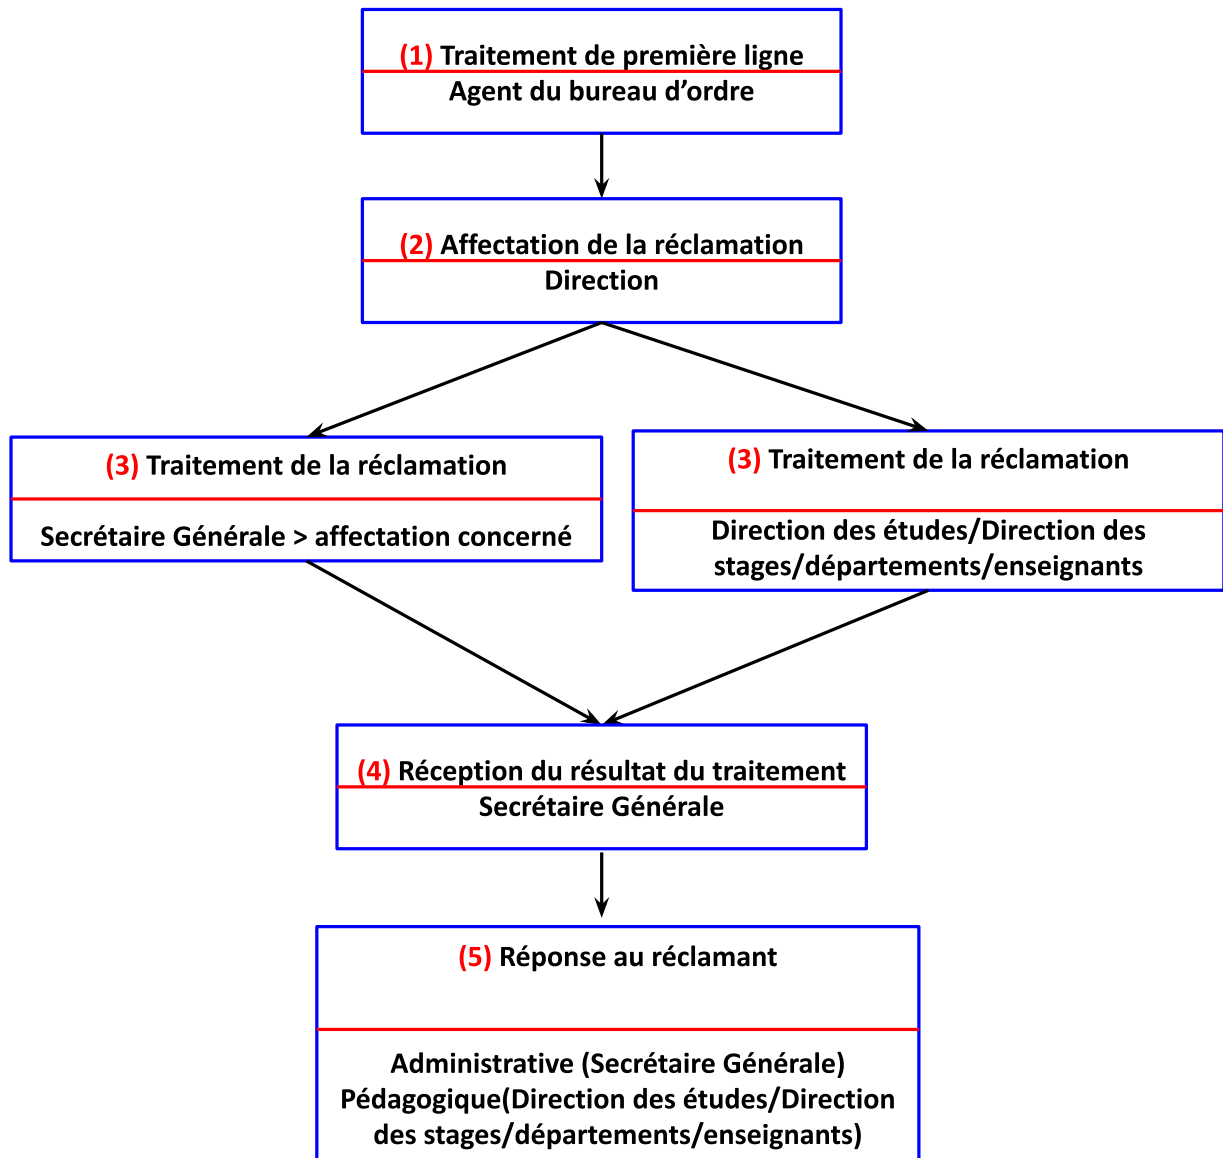 (1) Traitement de première ligne
Agent du bureau d’ordre
(2) Affectation de la réclamation
Direction
(3) Traitement de la réclamation
Secrétaire Générale > affectation concerné
(3) Traitement de la réclamation
Direction des études/Direction des
stages/départements/enseignants
(4) Réception du résultat du traitement
Secrétaire Générale
(5) Réponse au réclamant
Administrative (Secrétaire Générale)
Pédagogique(Direction des études/Direction
des stages/départements/enseignants)